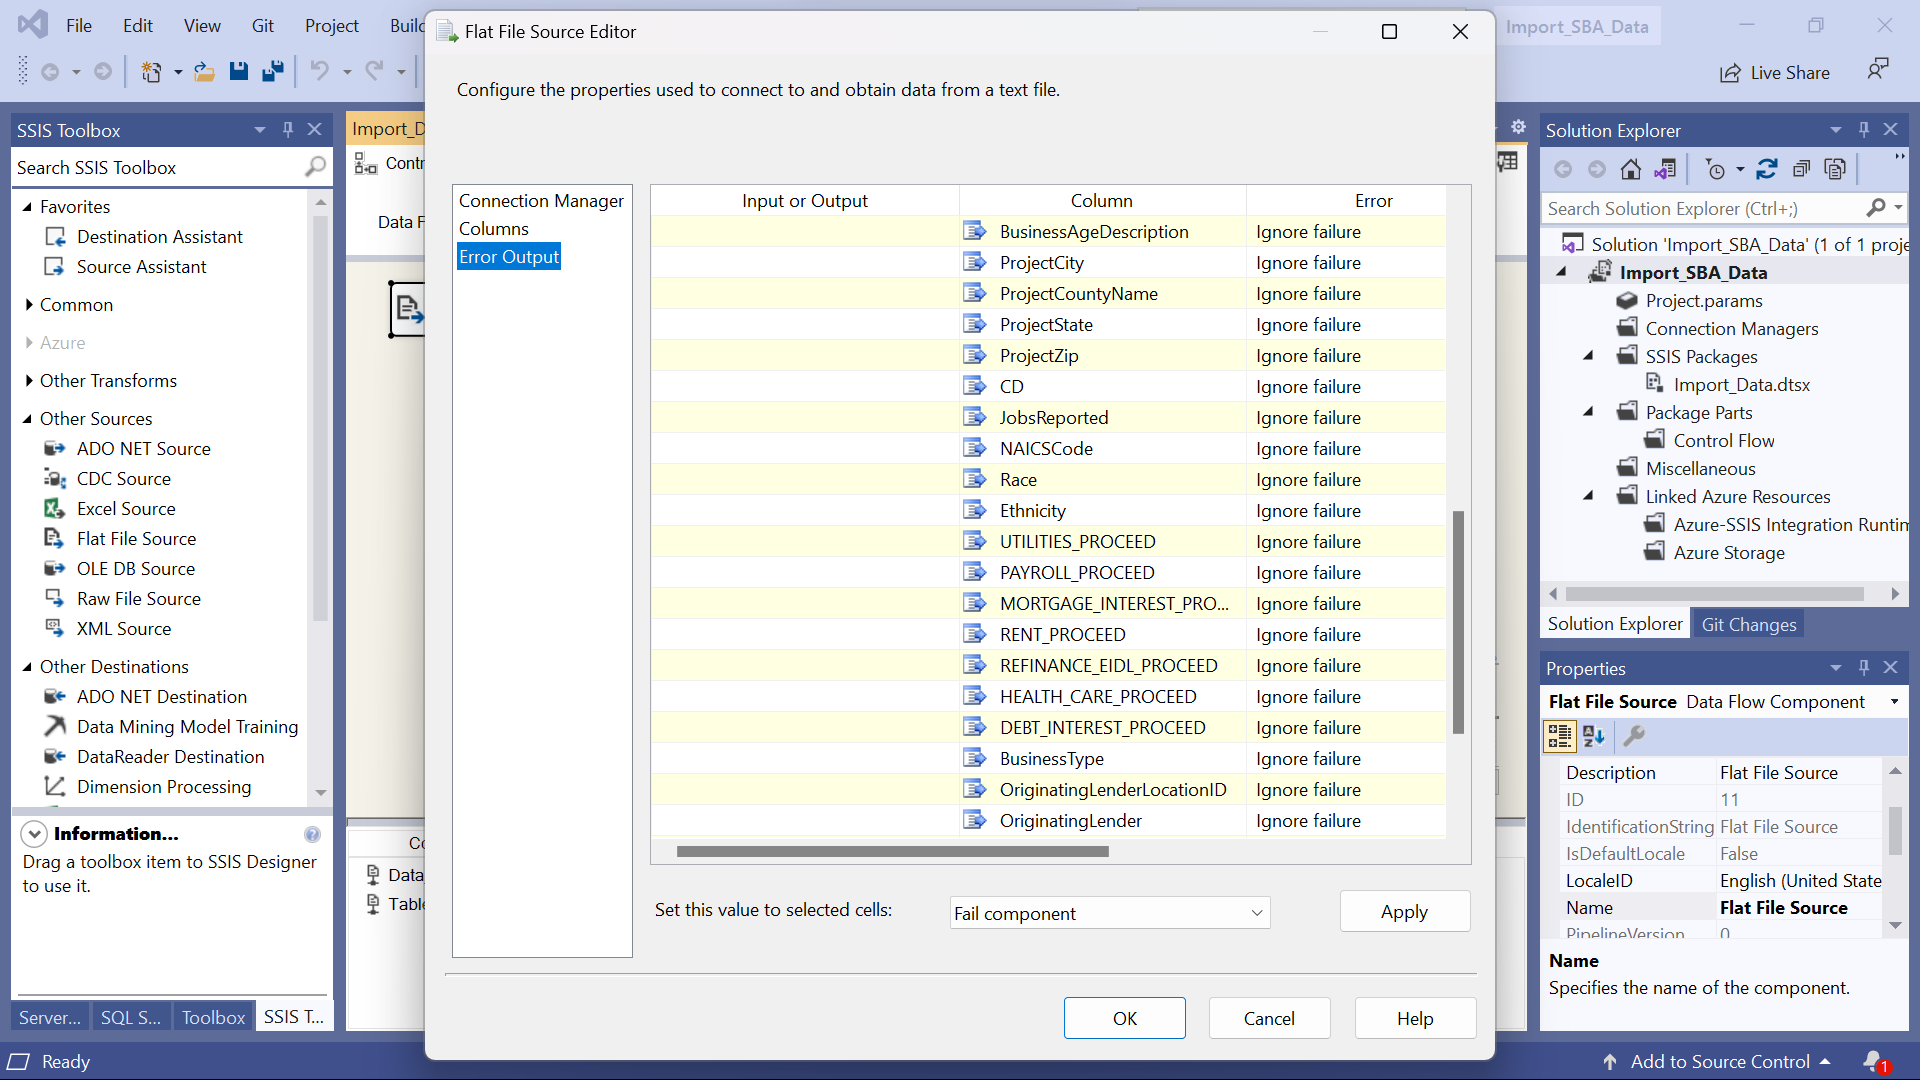 File Edit View Git Project Build
Import_SBA_Data
Live Share
SSIS Toolbox
Search SSIS Toolbox
Favorites
Destination Assistant
Source Assistant
Common
Azure
Other Transforms
Other Sources
ADO NET Source
CDC Source
Excel Source
Flat File Source
OLE DB Source
Raw File Source
XML Source
Other Destinations
ADO NET Destination
Data Mining Model Training
DataReader Destination
Dimension Processing
Information...
Drag a toolbox item to SSIS Designer
to use it.
Server... SQL S... Toolbox SSIS T...
Ready
Import_D
Contr
Data F
Co
Data
Table
Flat File Source Editor
Configure the properties used to connect to and obtain data from a text file.
Connection Manager
Columns
Error Output
Input or Output Column Error
BusinessAgeDescription Ignore failure
ProjectCity Ignore failure
ProjectCountyName Ignore failure
ProjectState Ignore failure
ProjectZip Ignore failure
CD Ignore failure
JobsReported Ignore failure
NAICSCode Ignore failure
Race Ignore failure
Ethnicity Ignore failure
UTILITIES_PROCEED Ignore failure
PAYROLL_PROCEED Ignore failure
MORTGAGE_INTEREST_PRO... Ignore failure
RENT_PROCEED Ignore failure
REFINANCE_EIDL_PROCEED Ignore failure
HEALTH_CARE_PROCEED Ignore failure
DEBT_INTEREST_PROCEED Ignore failure
BusinessType Ignore failure
OriginatingLenderLocationID Ignore failure
OriginatingLender Ignore failure
Set this value to selected cells: Fail component Apply
OK Cancel Help
Solution Explorer
Search Solution Explorer (Ctrl+;)
Solution 'Import_SBA_Data' (1 of 1 proje
Import_SBA_Data
Project.params
Connection Managers
SSIS Packages
Import_Data.dtsx
Package Parts
Control Flow
Miscellaneous
Linked Azure Resources
Azure-SSIS Integration Runtim
Azure Storage
Solution Explorer Git Changes
Properties
Flat File Source Data Flow Component
Description Flat File Source
ID 11
IdentificationString Flat File Source
IsDefaultLocale False
LocaleID English (United State
Name Flat File Source
PipelineVersion 0
Name
Specifies the name of the component.
Add to Source Control
1